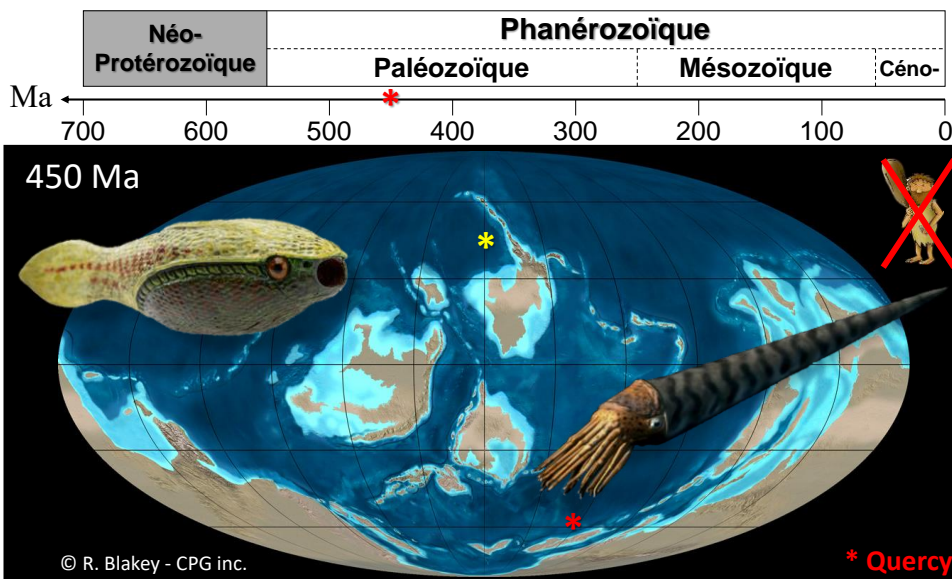 Néo-
Protérozoïque
Phanérozoïque
Paléozoïque
Mésozoïque
Céno-
Ma
700 600 500 400 300 200 100 0
450 Ma
© R. Blakey - CPG inc.
* Quercy